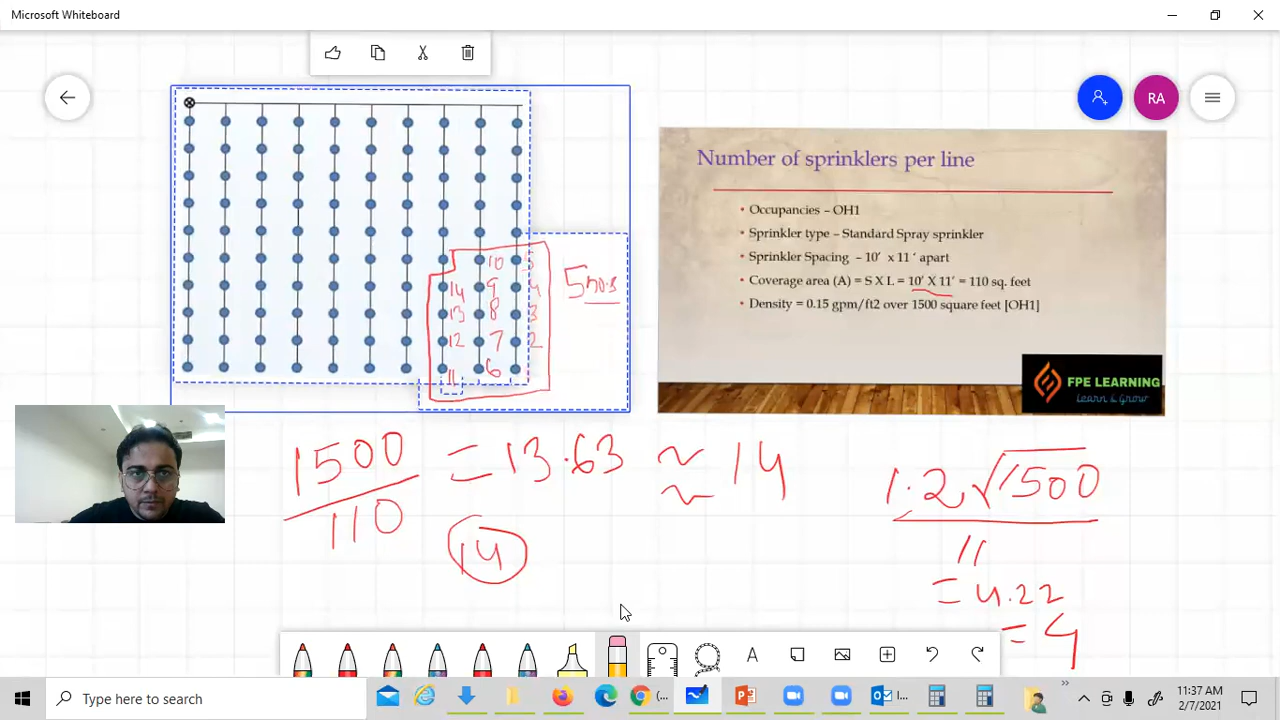 Microsoft Whiteboard
RA
Number of sprinklers per line
• Occupancies – OH1
• Sprinkler type – Standard Spray sprinkler
• Sprinkler Spacing – 10' x 11 ' apart
• Coverage area (A) = S X L = 10' X 11' = 110 sq. feet
• Density = 0.15 gpm/ft2 over 1500 square feet [OH1]
FPE LEARNING
Learn & Grow
10 5
14 9 4
13 8 3
12 7 2
11 6
1500
110
= 13.63 ≈ 14
14
1.2 √1500
11
= 4.22
= 4
A
Type here to search
11:37 AM
2/7/2021